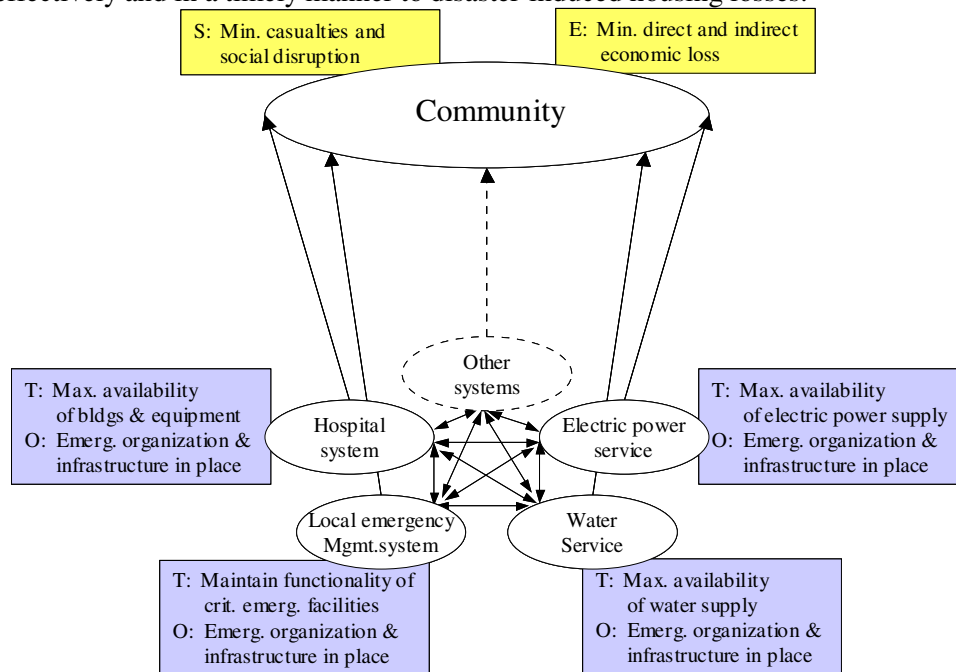 effectively and in a timely manner to disaster-induced housing losses.
S: Min. casualties and
social disruption
E: Min. direct and indirect
economic loss
Community
Other
systems
T: Max. availability
of bldgs & equipment
O: Emerg. organization &
infrastructure in place
Hospital
system
Electric power
service
T: Max. availability
of electric power supply
O: Emerg. organization &
infrastructure in place
Local emergency
Mgmt.system
Water
Service
T: Maintain functionality of
crit. emerg. facilities
O: Emerg. organization &
infrastructure in place
T: Max. availability
of water supply
O: Emerg. organization &
infrastructure in place